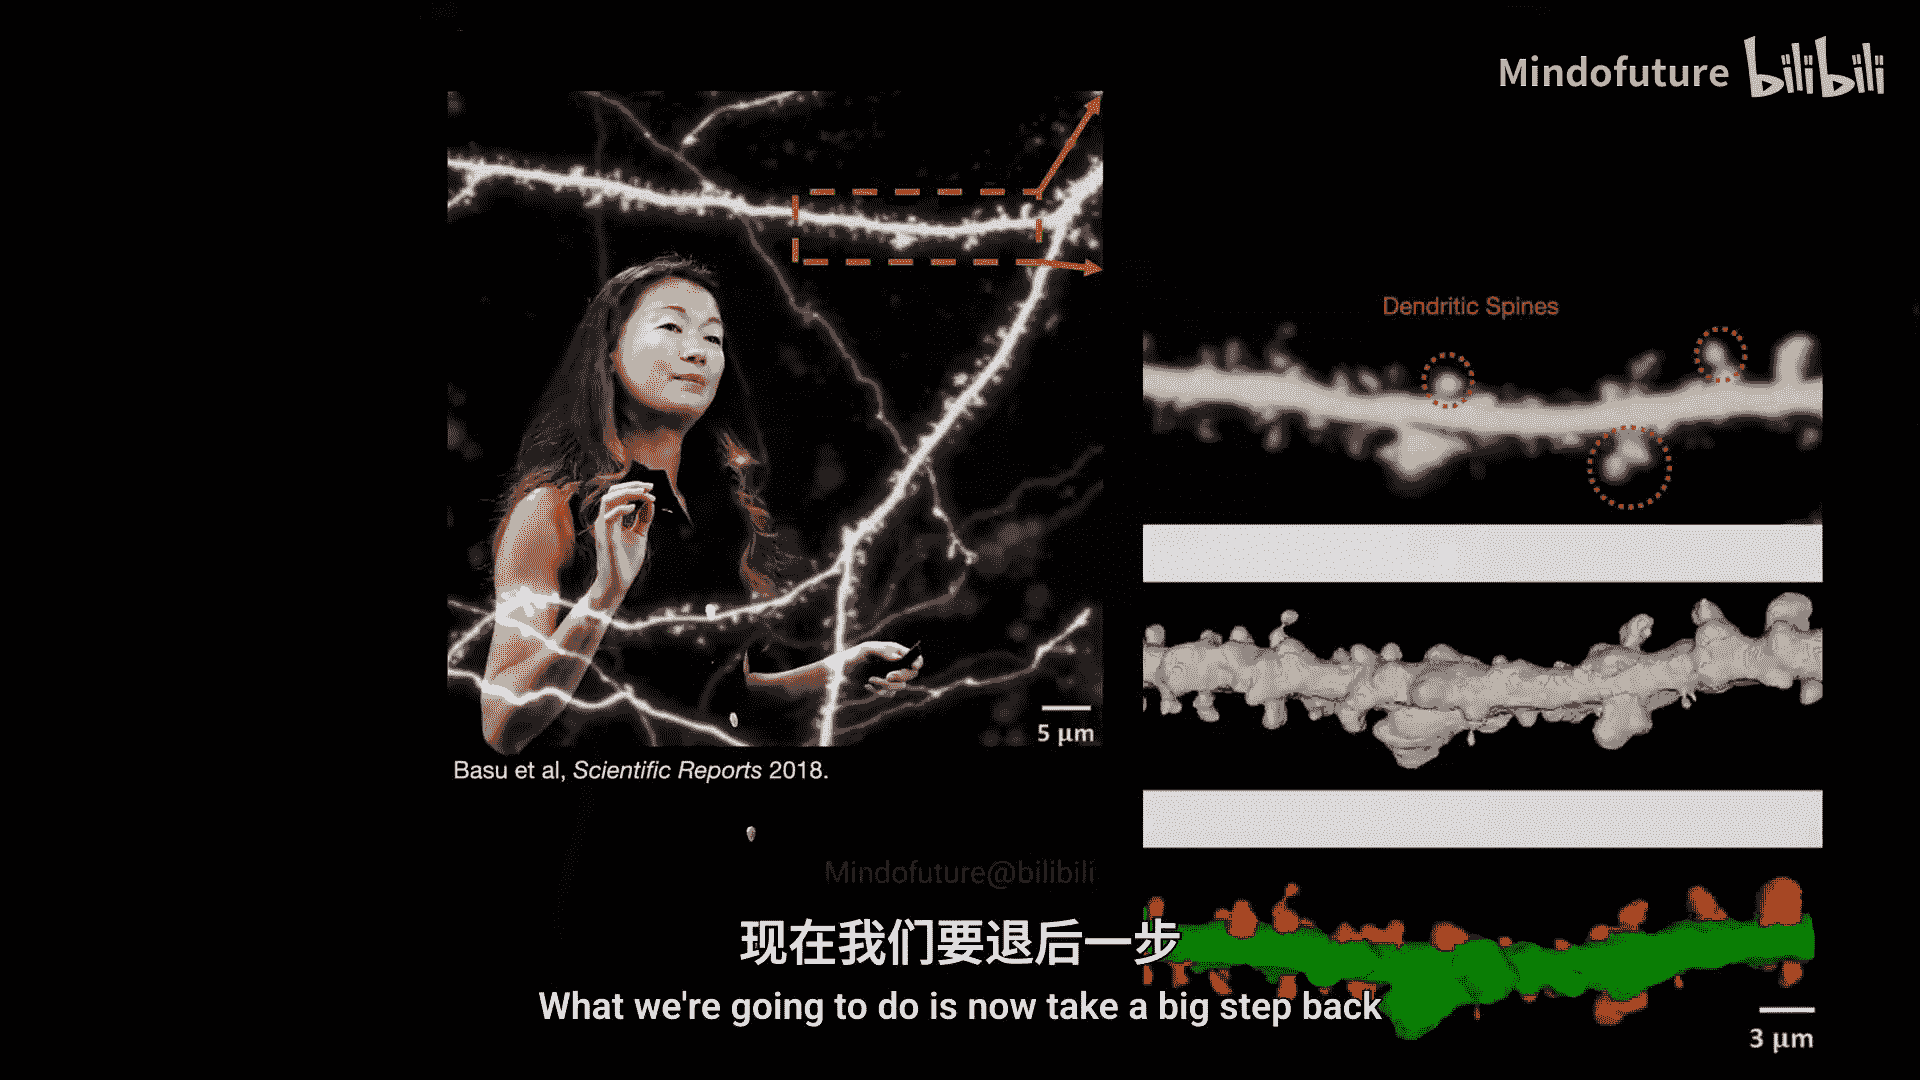 Mindofuture bilibili
Dendritic Spines
5 μm
Basu et al, Scientific Reports 2018.
Mindofuture@bilibili
现在我们要退后一步
What we're going to do is now take a big step back
3 μm